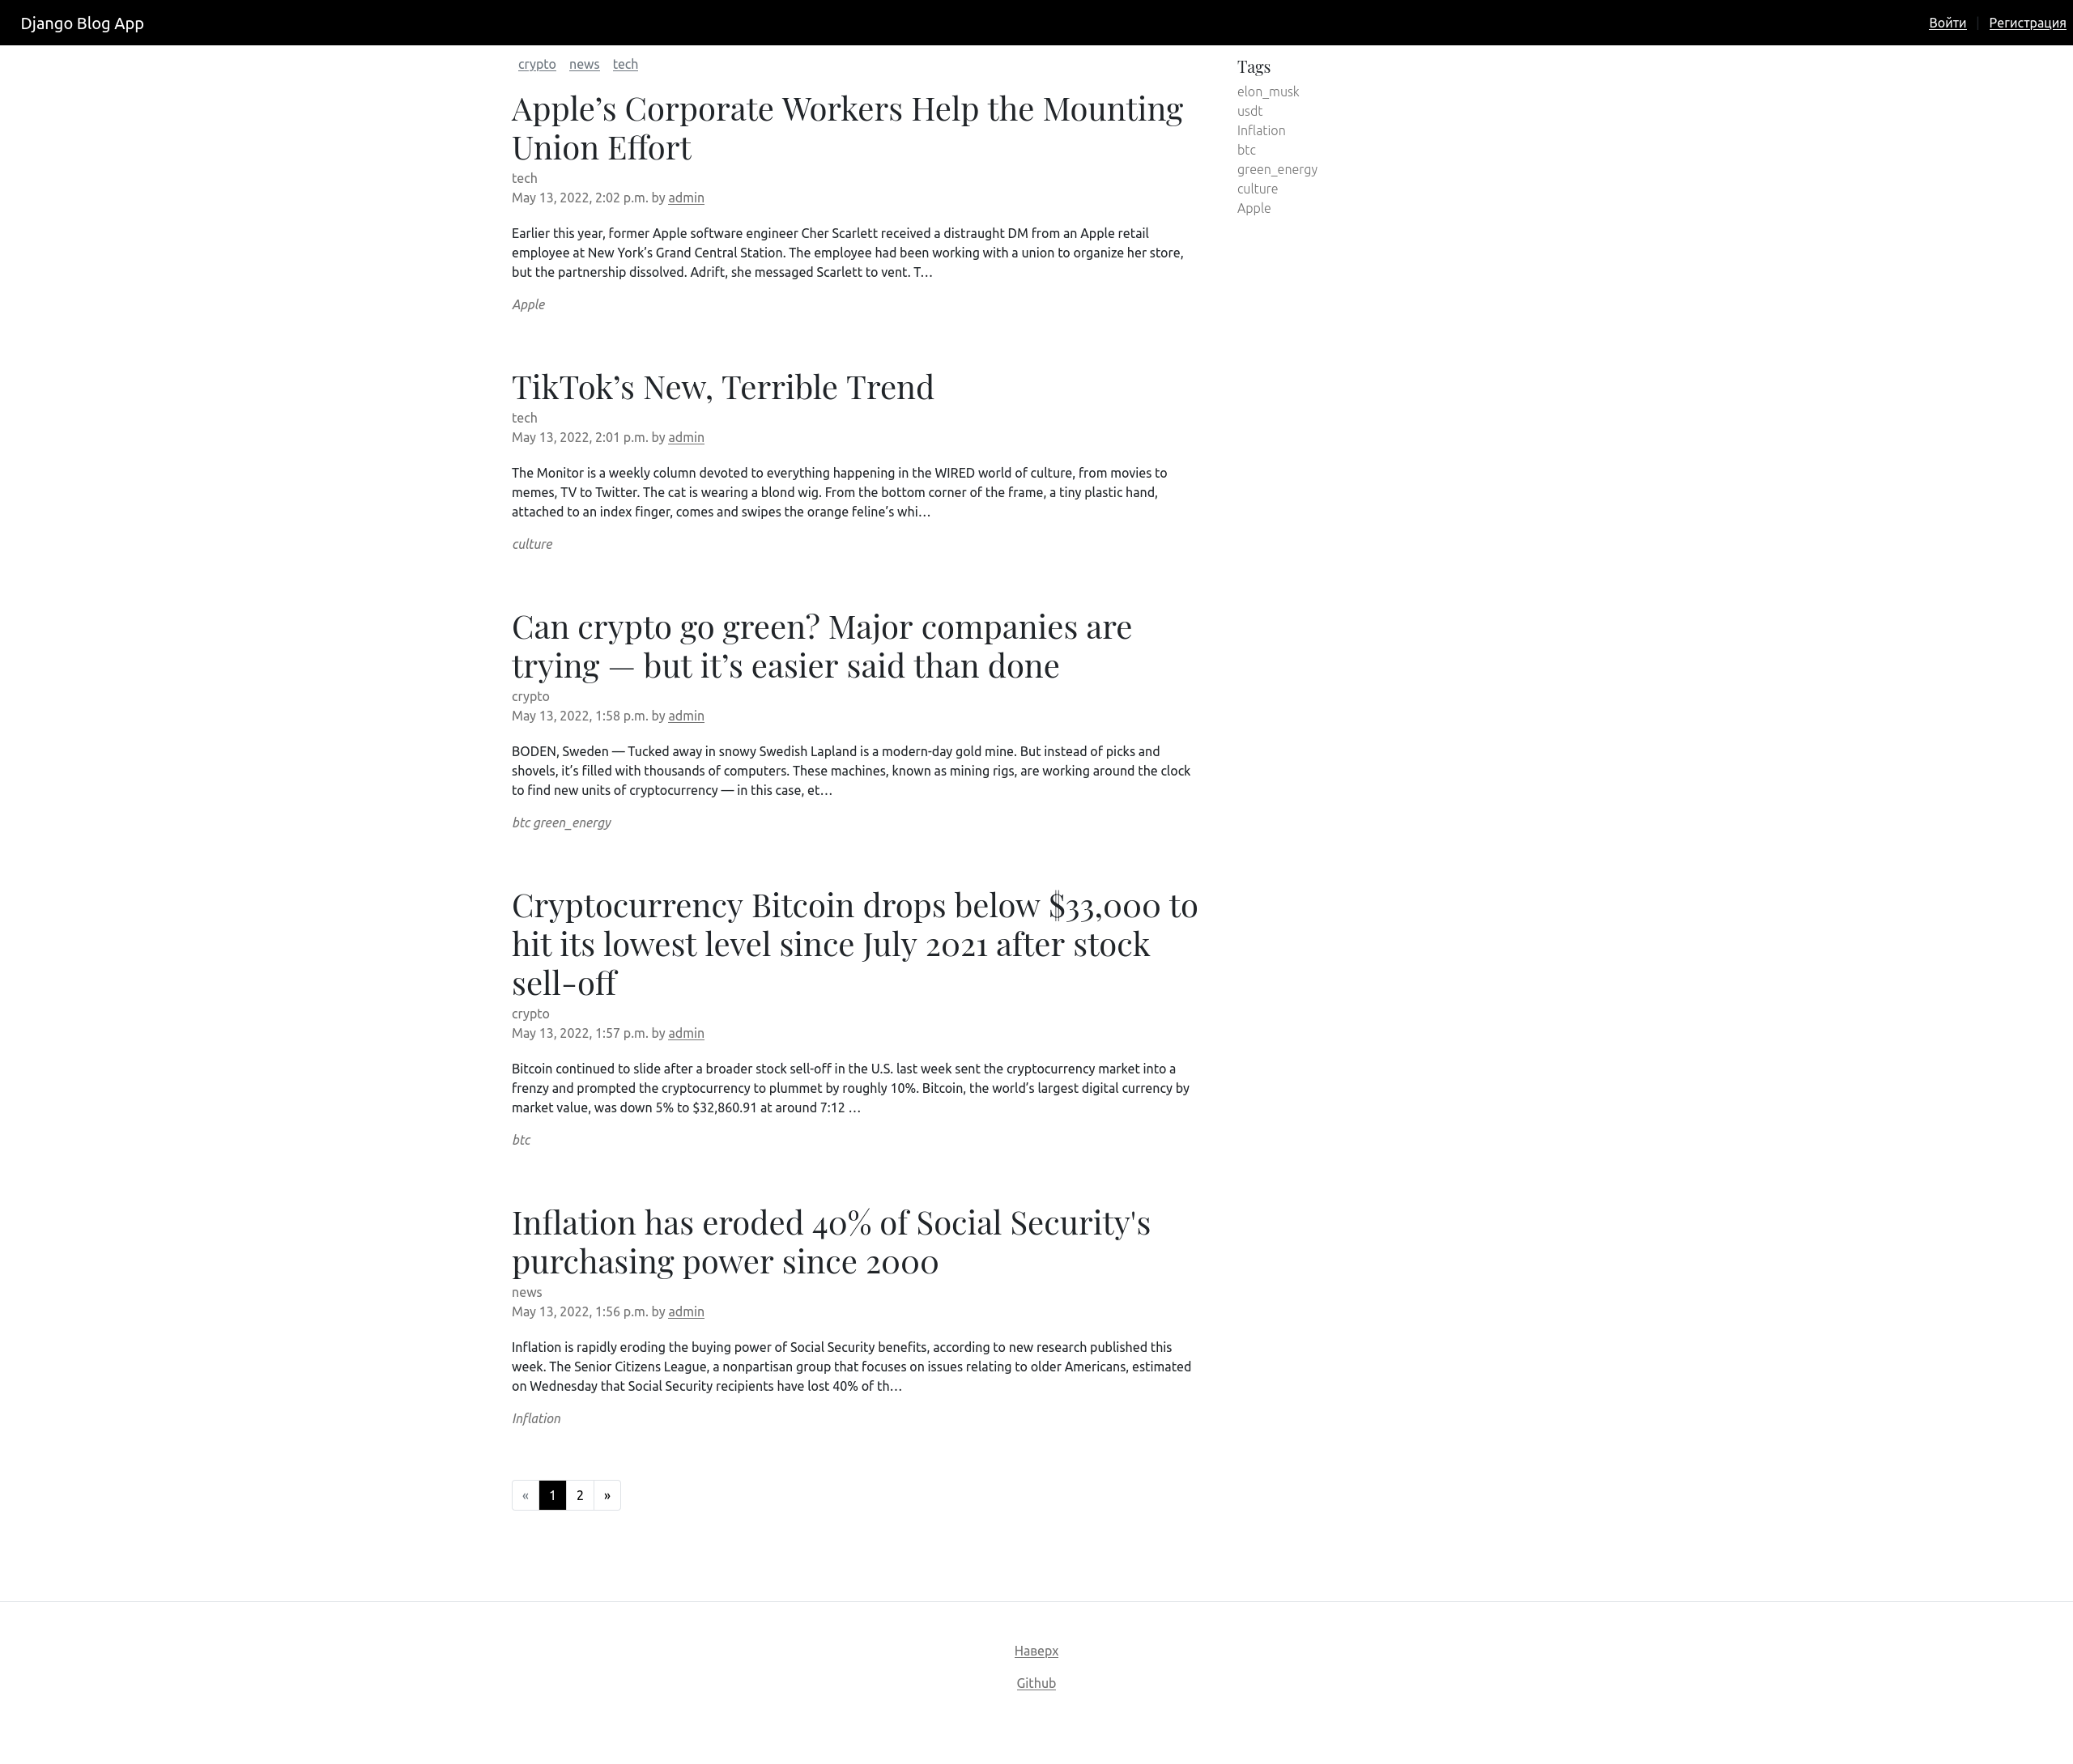 Django Blog App
Войти | Регистрация
crypto news tech
Apple’s Corporate Workers Help the Mounting
Union Effort
tech
May 13, 2022, 2:02 p.m. by admin
Earlier this year, former Apple software engineer Cher Scarlett received a distraught DM from an Apple retail
employee at New York’s Grand Central Station. The employee had been working with a union to organize her store,
but the partnership dissolved. Adrift, she messaged Scarlett to vent. T…
Apple
TikTok’s New, Terrible Trend
tech
May 13, 2022, 2:01 p.m. by admin
The Monitor is a weekly column devoted to everything happening in the WIRED world of culture, from movies to
memes, TV to Twitter. The cat is wearing a blond wig. From the bottom corner of the frame, a tiny plastic hand,
attached to an index finger, comes and swipes the orange feline’s whi…
culture
Can crypto go green? Major companies are
trying — but it’s easier said than done
crypto
May 13, 2022, 1:58 p.m. by admin
BODEN, Sweden — Tucked away in snowy Swedish Lapland is a modern-day gold mine. But instead of picks and
shovels, it’s filled with thousands of computers. These machines, known as mining rigs, are working around the clock
to find new units of cryptocurrency — in this case, et…
btc green_energy
Cryptocurrency Bitcoin drops below $33,000 to
hit its lowest level since July 2021 after stock
sell-off
crypto
May 13, 2022, 1:57 p.m. by admin
Bitcoin continued to slide after a broader stock sell-off in the U.S. last week sent the cryptocurrency market into a
frenzy and prompted the cryptocurrency to plummet by roughly 10%. Bitcoin, the world’s largest digital currency by
market value, was down 5% to $32,860.91 at around 7:12 …
btc
Inflation has eroded 40% of Social Security's
purchasing power since 2000
news
May 13, 2022, 1:56 p.m. by admin
Inflation is rapidly eroding the buying power of Social Security benefits, according to new research published this
week. The Senior Citizens League, a nonpartisan group that focuses on issues relating to older Americans, estimated
on Wednesday that Social Security recipients have lost 40% of th…
Inflation
« 1 2 »
Tags
elon_musk
usdt
Inflation
btc
green_energy
culture
Apple
Наверх
Github